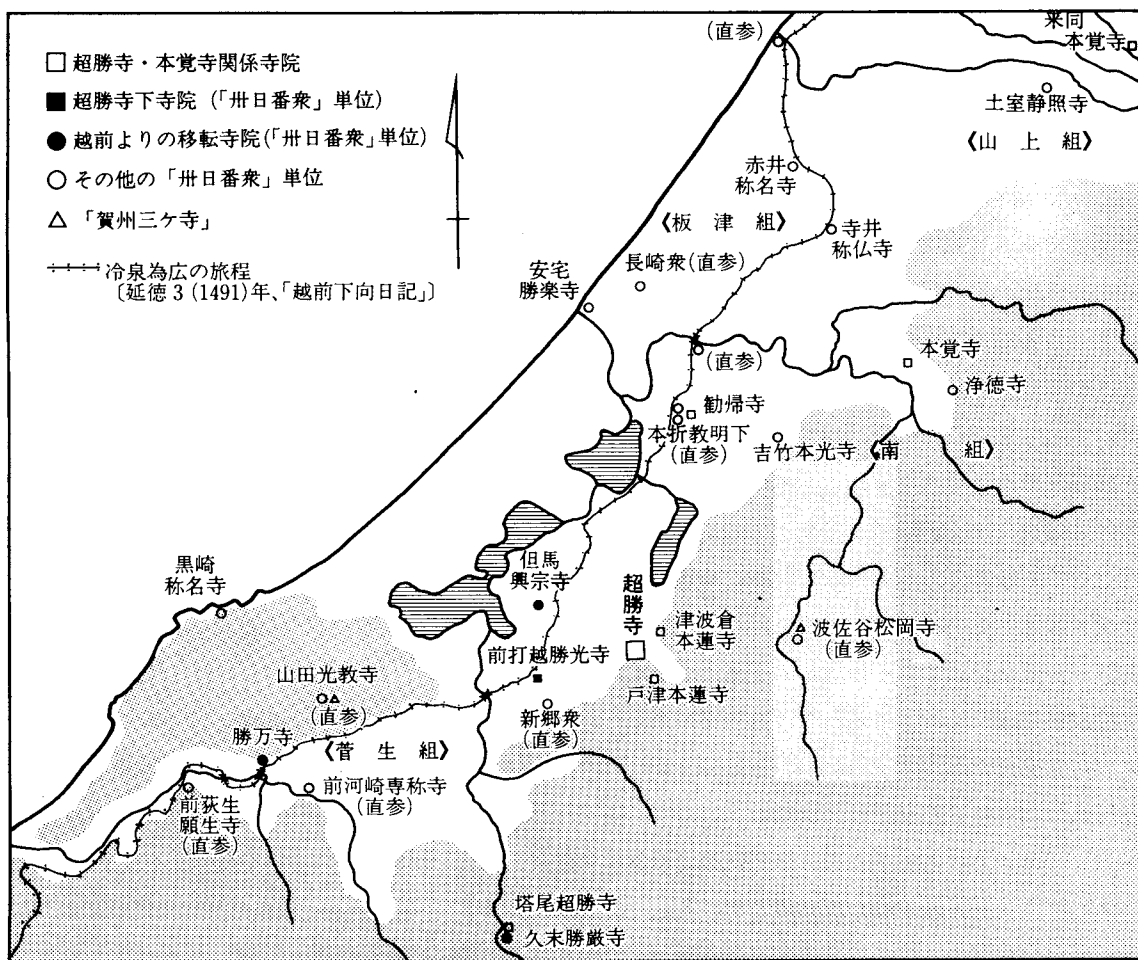 □ 超勝寺・本覚寺関係寺院
■ 超勝寺下寺院(「卅日番衆」単位)
● 越前よりの移転寺院(「卅日番衆」単位)
○ その他の「卅日番衆」単位
△ 「賀州三ケ寺」
冷泉為広の旅程
〔延徳3(1491)年、「越前下向日記」〕
(直参)
来同
本覚寺
土室静照寺
《山上組》
赤井
称名寺
《板津組》
寺井
称仏寺
長崎衆(直参)
安宅
勝楽寺
(直参)
本覚寺
浄徳寺
勧帰寺
本折教明下
(直参)
吉竹本光寺
《南組》
黒崎
称名寺
但馬
興宗寺
超勝寺
津波倉
本蓮寺
波佐谷松岡寺
(直参)
前打越勝光寺
戸津本蓮寺
山田光教寺
(直参)
新郷衆
(直参)
勝万寺
《菅生組》
前河崎専称寺
(直参)
前荻生
願生寺
(直参)
塔尾超勝寺
久末勝厳寺